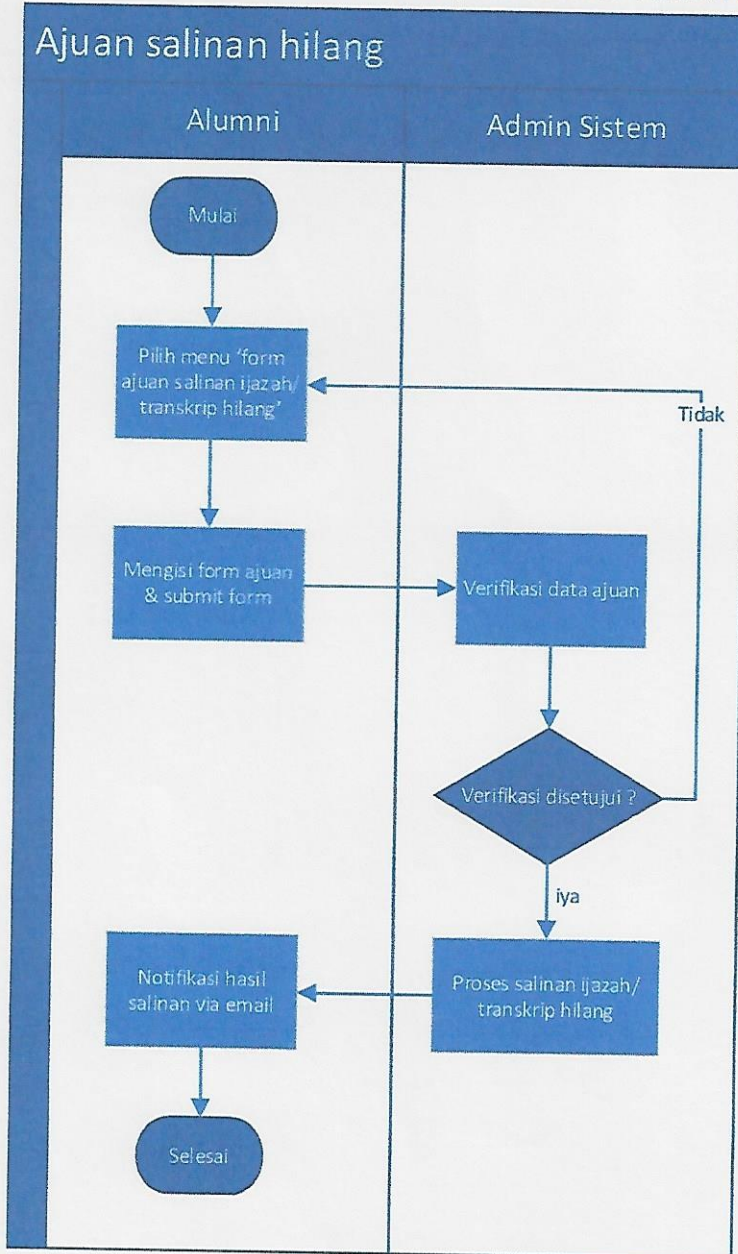 Ajuan salinan hilang
Alumni
Admin Sistem
Mulai
Pilih menu ‘form
ajuan salinan ijazah/
transkrip hilang’
Tidak
Mengisi form ajuan
& submit form
Verifikasi data ajuan
Verifikasi disetujui ?
iya
Notifikasi hasil
salinan via email
Proses salinan ijazah/
transkrip hilang
Selesai